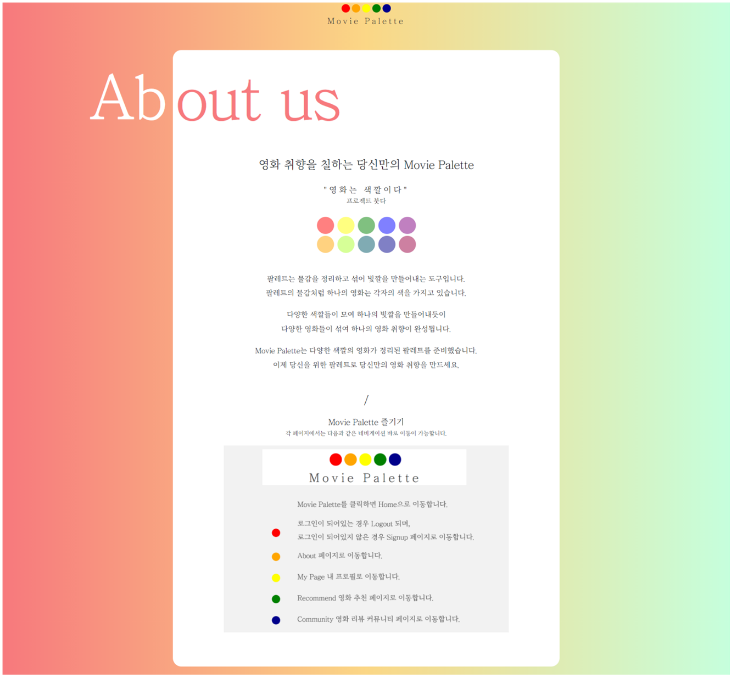 Movie Palette
About us
영화 취향을 칠하는 당신만의 Movie Palette
"영화는 색깔이다"
프로젝트 못다
팔레트는 물감을 정리하고 섞어 빛깔을 만들어내는 도구입니다.
팔레트의 물감처럼 하나의 영화는 각자의 색을 가지고 있습니다.
다양한 색깔들이 모여 하나의 빛깔을 만들어내듯이
다양한 영화들이 섞여 하나의 영화 취향이 완성됩니다.
Movie Palette는 다양한 색깔의 영화가 정리된 팔레트를 준비했습니다.
이제 당신을 위한 팔레트로 당신만의 영화 취향을 만드세요.
/
Movie Palette 즐기기
각 페이지에서는 다음과 같은 네비게이션 바로 이동이 가능합니다.
Movie Palette
Movie Palette를 클릭하면 Home으로 이동합니다.
로그인이 되어있는 경우 Logout 되며,
로그인이 되어있지 않은 경우 Signup 페이지로 이동합니다.
About 페이지로 이동합니다.
My Page 내 프로필로 이동합니다.
Recommend 영화 추천 페이지로 이동합니다.
Community 영화 리뷰 커뮤니티 페이지로 이동합니다.